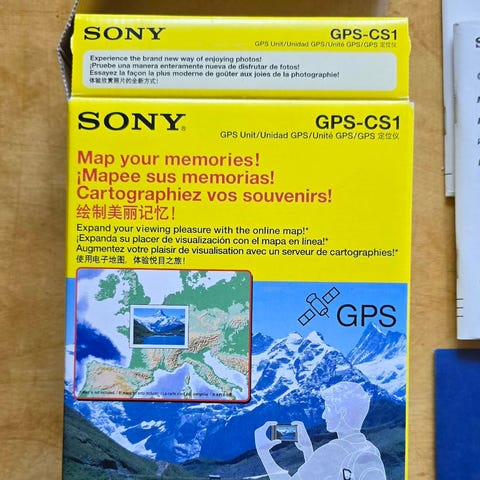 SONY
GPS-CS1
GPS Unit/Unidad GPS/Unité GPS/GPS 定位仪
Experience the brand new way of enjoying photos!
¡Pruebe una manera enteramente nueva de disfrutar de fotos!
Essayez la façon la plus moderne de goûter aux joies de la photographie!
体验欣赏照片的全新方式!
SONY®
GPS-CS1
GPS Unit/Unidad GPS/Unité GPS/GPS 定位仪
Map your memories!
¡Mapee sus memorias!
Cartographiez vos souvenirs!
绘制美丽记忆!
Expand your viewing pleasure with the online map!*
¡Expanda su placer de visualización con el mapa en línea!*
Augmentez votre plaisir de visualisation avec un serveur de cartographies!*
使用电子地图,体验悦目之旅!*
GPS